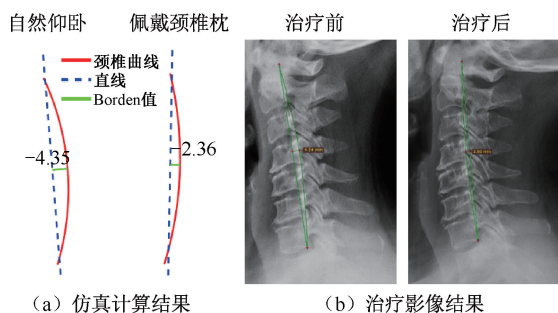 自然仰卧
佩戴颈椎枕
治疗前
治疗后
颈椎曲线
直线
Borden值
−4.35
−2.36
（a）仿真计算结果
（b）治疗影像结果